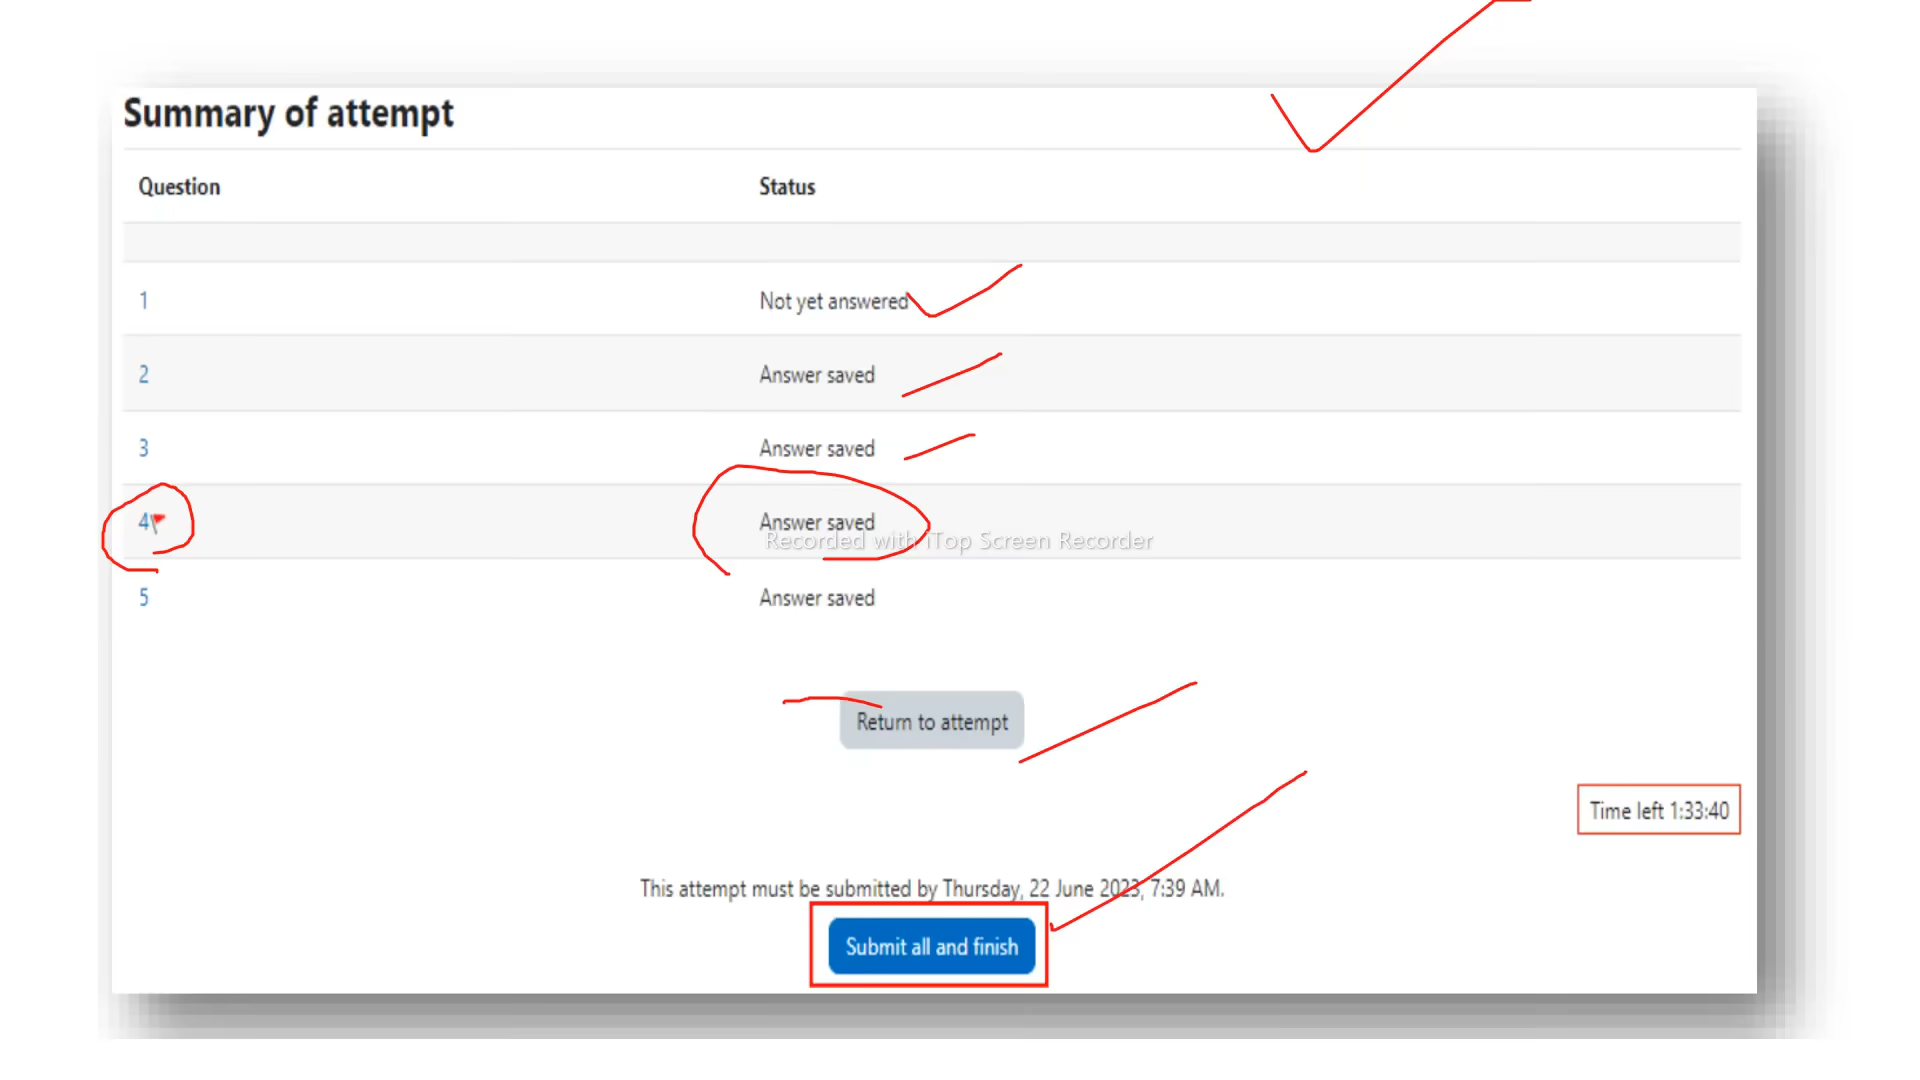 Summary of attempt
Question Status
1 Not yet answered
2 Answer saved
3 Answer saved
4 Answer saved
Recorded with iTop Screen Recorder
5 Answer saved
Return to attempt
Time left 1:33:40
This attempt must be submitted by Thursday, 22 June 2023, 7:39 AM.
Submit all and finish